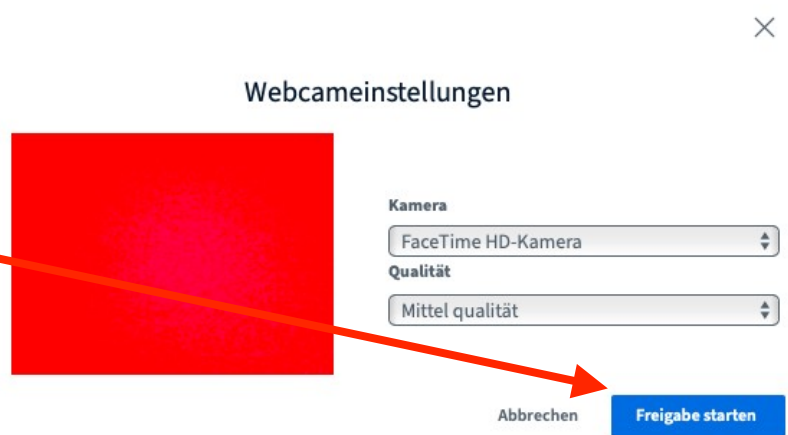 Webcameinstellungen
Kamera
FaceTime HD-Kamera
Qualität
Mittel qualität
Abbrechen
Freigabe starten